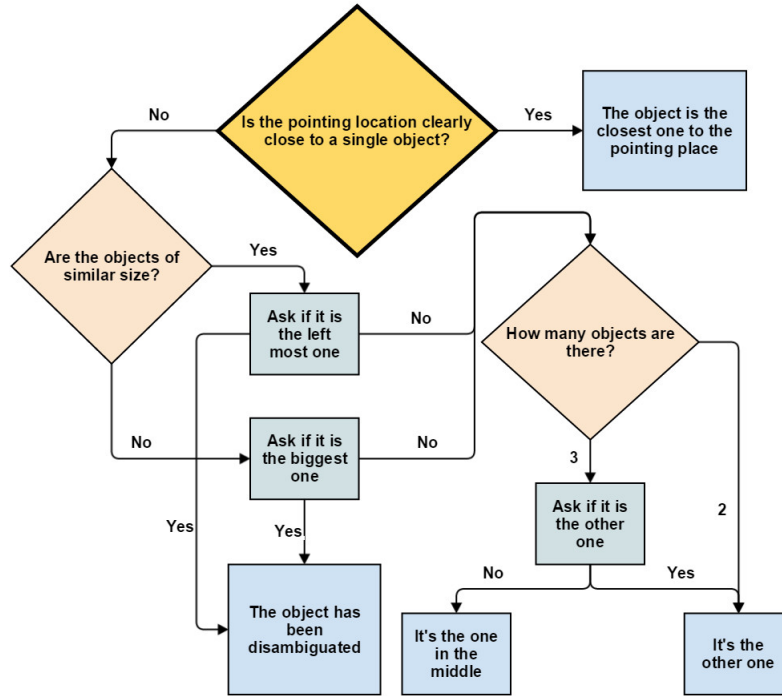 Is the pointing location clearly
close to a single object?
No
Yes
The object is the
closest one to the
pointing place
Are the objects of
similar size?
Yes
Ask if it is
the left
most one
No
How many objects are
there?
No
Ask if it is
the biggest
one
No
3
2
Yes
Yes
Ask if it is
the other
one
No
Yes
The object has
been
disambiguated
It's the one
in the
middle
It's the
other one